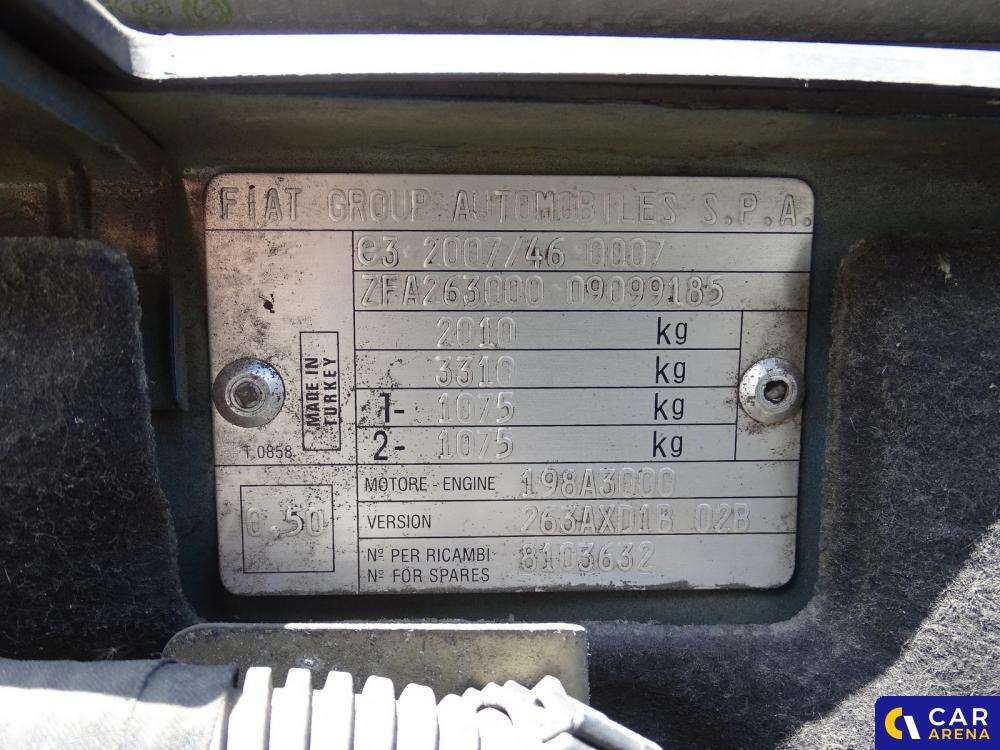 FIAT GROUP AUTOMOBILES S.P.A.
e3 2007/46 0007
ZFA263000 09099185
2010 kg
3310 kg
1- 1075 kg
2- 1075 kg
MADE IN
TURKEY
T 0858
0.50
MOTORE - ENGINE 198A3000
VERSION 263AXD1B 02B
Nº PER RICAMBI
Nº FOR SPARES
8103632
CAR
ARENA